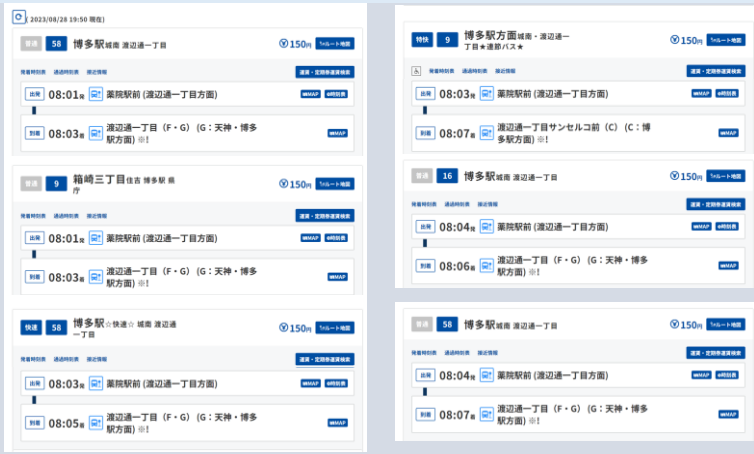 ( 2023/08/28 19:50 現在)
普通 58 博多駅 城南 渡辺通一丁目 150円 ルート地図
発着時刻表 通過時刻表 接近情報 運賃・定期券運賃検索
出発 08:01発 薬院駅前 (渡辺通一丁目方面) MAP 時刻表
到着 08:03着 渡辺通一丁目 (F・G) (G：天神・博多
駅方面) ※! MAP
普通 9 箱崎三丁目 住吉 博多駅 県
庁 150円 ルート地図
発着時刻表 通過時刻表 接近情報 運賃・定期券運賃検索
出発 08:01発 薬院駅前 (渡辺通一丁目方面) MAP 時刻表
到着 08:03着 渡辺通一丁目 (F・G) (G：天神・博多
駅方面) ※! MAP
快速 58 博多駅 ☆快速☆ 城南 渡辺通
一丁目 150円 ルート地図
発着時刻表 通過時刻表 接近情報 運賃・定期券運賃検索
出発 08:03発 薬院駅前 (渡辺通一丁目方面) MAP 時刻表
到着 08:05着 渡辺通一丁目 (F・G) (G：天神・博多
駅方面) ※! MAP
特快 9 博多駅方面 城南・渡辺通一
丁目★連節バス★ 150円 ルート地図
発着時刻表 通過時刻表 接近情報 運賃・定期券運賃検索
出発 08:03発 薬院駅前 (渡辺通一丁目方面) MAP 時刻表
到着 08:07着 渡辺通一丁目サンセルコ前 (C) (C：博
多駅方面) ※! MAP
普通 16 博多駅 城南 渡辺通一丁目 150円 ルート地図
発着時刻表 通過時刻表 接近情報 運賃・定期券運賃検索
出発 08:04発 薬院駅前 (渡辺通一丁目方面) MAP 時刻表
到着 08:06着 渡辺通一丁目 (F・G) (G：天神・博多
駅方面) ※! MAP
普通 58 博多駅 城南 渡辺通一丁目 150円 ルート地図
発着時刻表 通過時刻表 接近情報 運賃・定期券運賃検索
出発 08:04発 薬院駅前 (渡辺通一丁目方面) MAP 時刻表
到着 08:07着 渡辺通一丁目 (F・G) (G：天神・博多
駅方面) ※! MAP